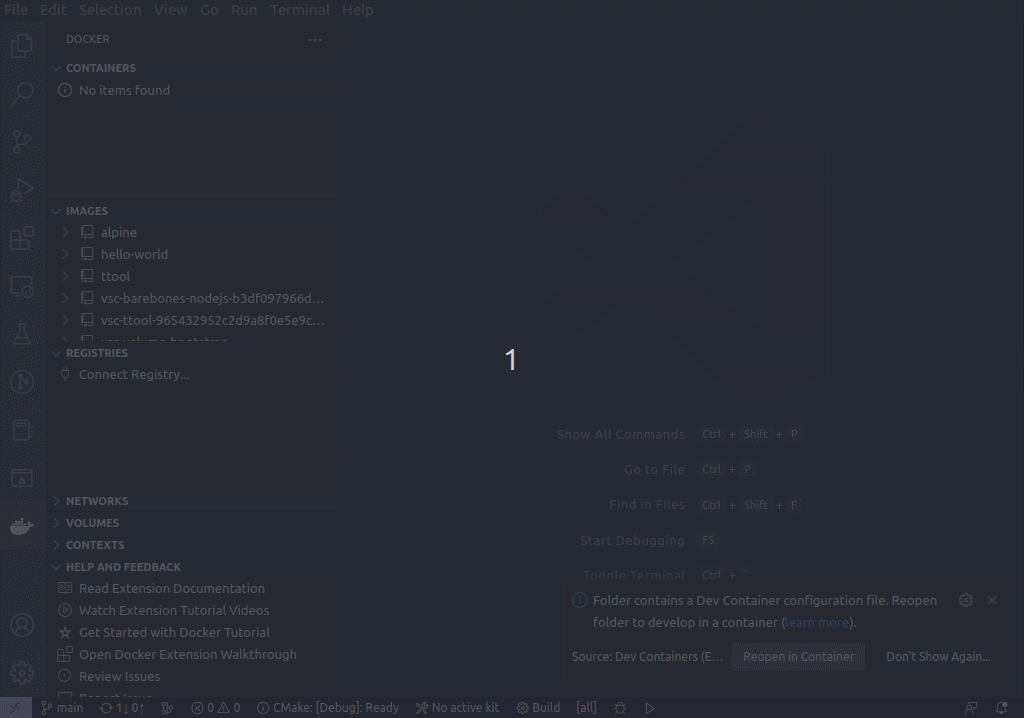 File Edit Selection View Go Run Terminal Help
DOCKER ...
CONTAINERS
No items found
IMAGES
alpine
hello-world
ttool
vsc-barebones-nodejs-b3df097966d...
vsc-ttool-965432952c2d9a8f0e5e9c...
REGISTRIES
1
Connect Registry...
Show All Commands Ctrl + Shift + P
Go to File Ctrl + P
Find in Files Ctrl + Shift + F
Start Debugging F5
Toggle Terminal Ctrl + `
NETWORKS
VOLUMES
CONTEXTS
HELP AND FEEDBACK
Read Extension Documentation
Watch Extension Tutorial Videos
Get Started with Docker Tutorial
Open Docker Extension Walkthrough
Review Issues
Report Issue
Folder contains a Dev Container configuration file. Reopen
folder to develop in a container (learn more).
Source: Dev Containers (E... Reopen in Container Don't Show Again...
main 1↓ 0↑ 0 0 CMake: [Debug]: Ready No active kit Build [all]